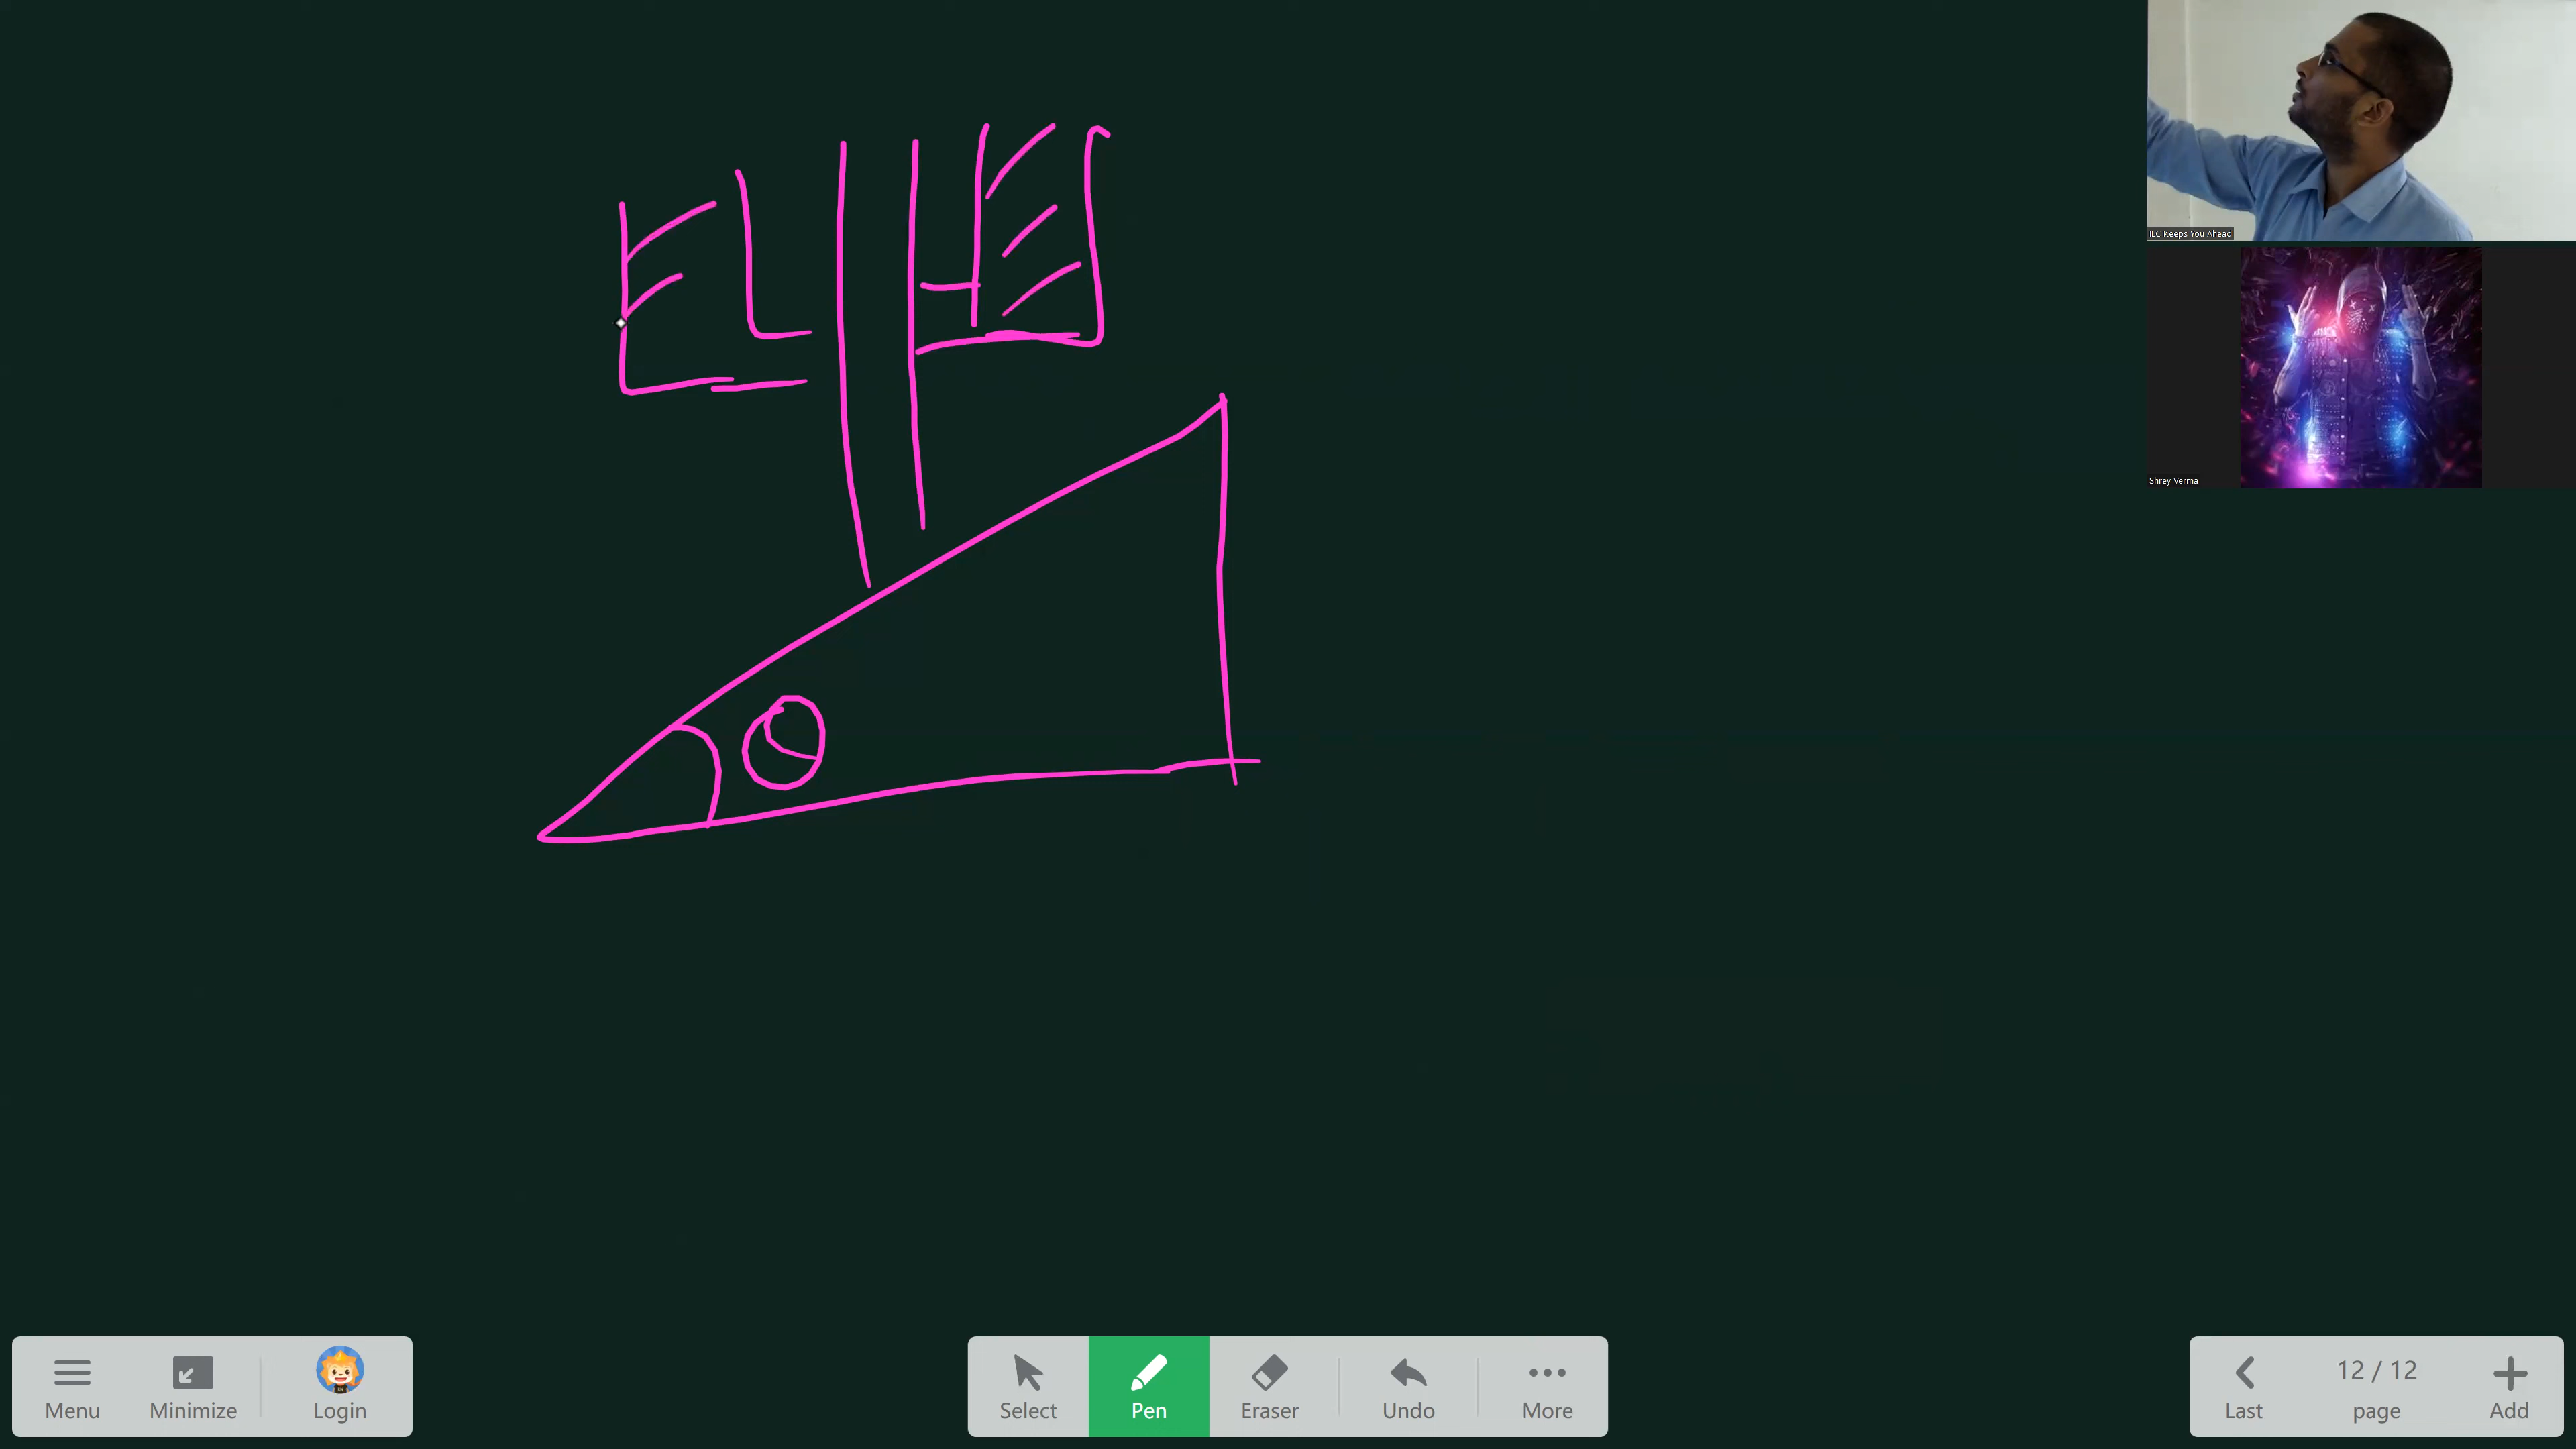 ILC Keeps You Ahead
Shrey Verma
Menu
Minimize
Login
Select
Pen
Eraser
Undo
More
Last
12 / 12
page
Add